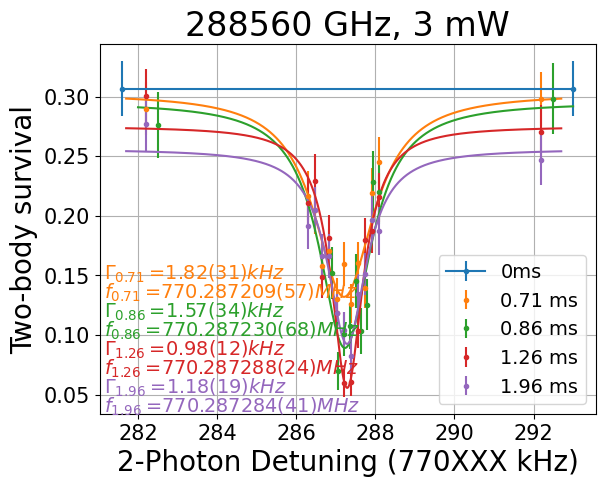 288560 GHz, 3 mW
Two-body survival
0.30
0.25
0.20
0.15
0.10
0.05
Γ0.71 =1.82(31)kHz
f0.71 =770.287209(57)MHz
Γ0.86 =1.57(34)kHz
f0.86 =770.287230(68)MHz
Γ1.26 =0.98(12)kHz
f1.26 =770.287288(24)MHz
Γ1.96 =1.18(19)kHz
f1.96 =770.287284(41)MHz
0ms
0.71 ms
0.86 ms
1.26 ms
1.96 ms
282 284 286 288 290 292
2-Photon Detuning (770XXX kHz)